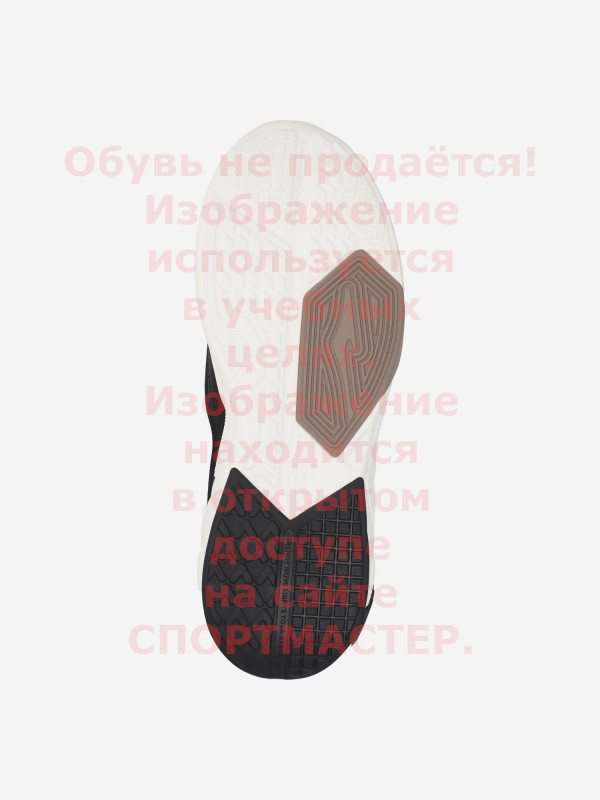 Обувь не продаётся!
Изображение
используется
в учебных
целях.
Изображение
находится
в открытом
доступе
на сайте
СПОРТМАСТЕР.